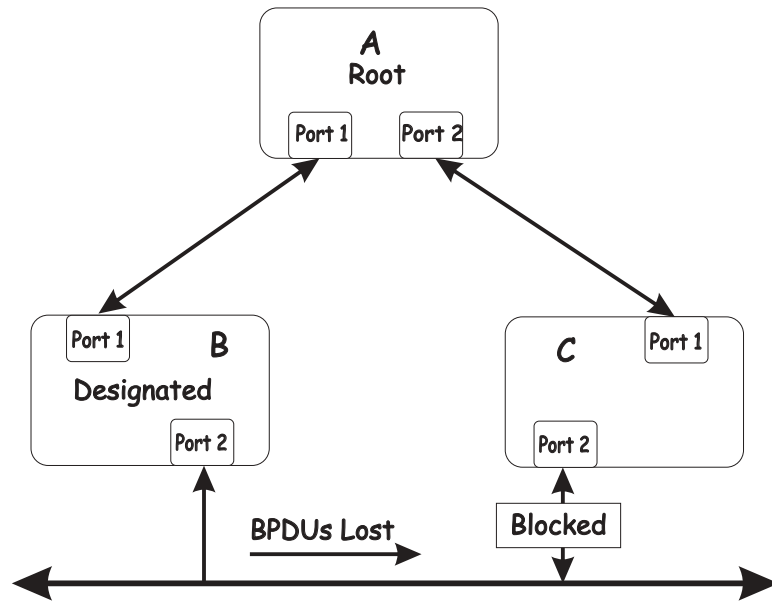 A
Root
Port 1
Port 2
Port 1
B
Designated
Port 2
C
Port 1
Port 2
BPDUs Lost
Blocked